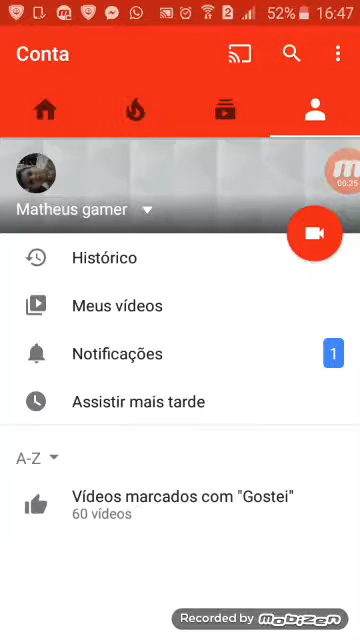 52% 16:47
Conta
00:25
Matheus gamer
Histórico
Meus vídeos
Notificações
1
Assistir mais tarde
A-Z
Vídeos marcados com "Gostei"
60 vídeos
Recorded by mobizen